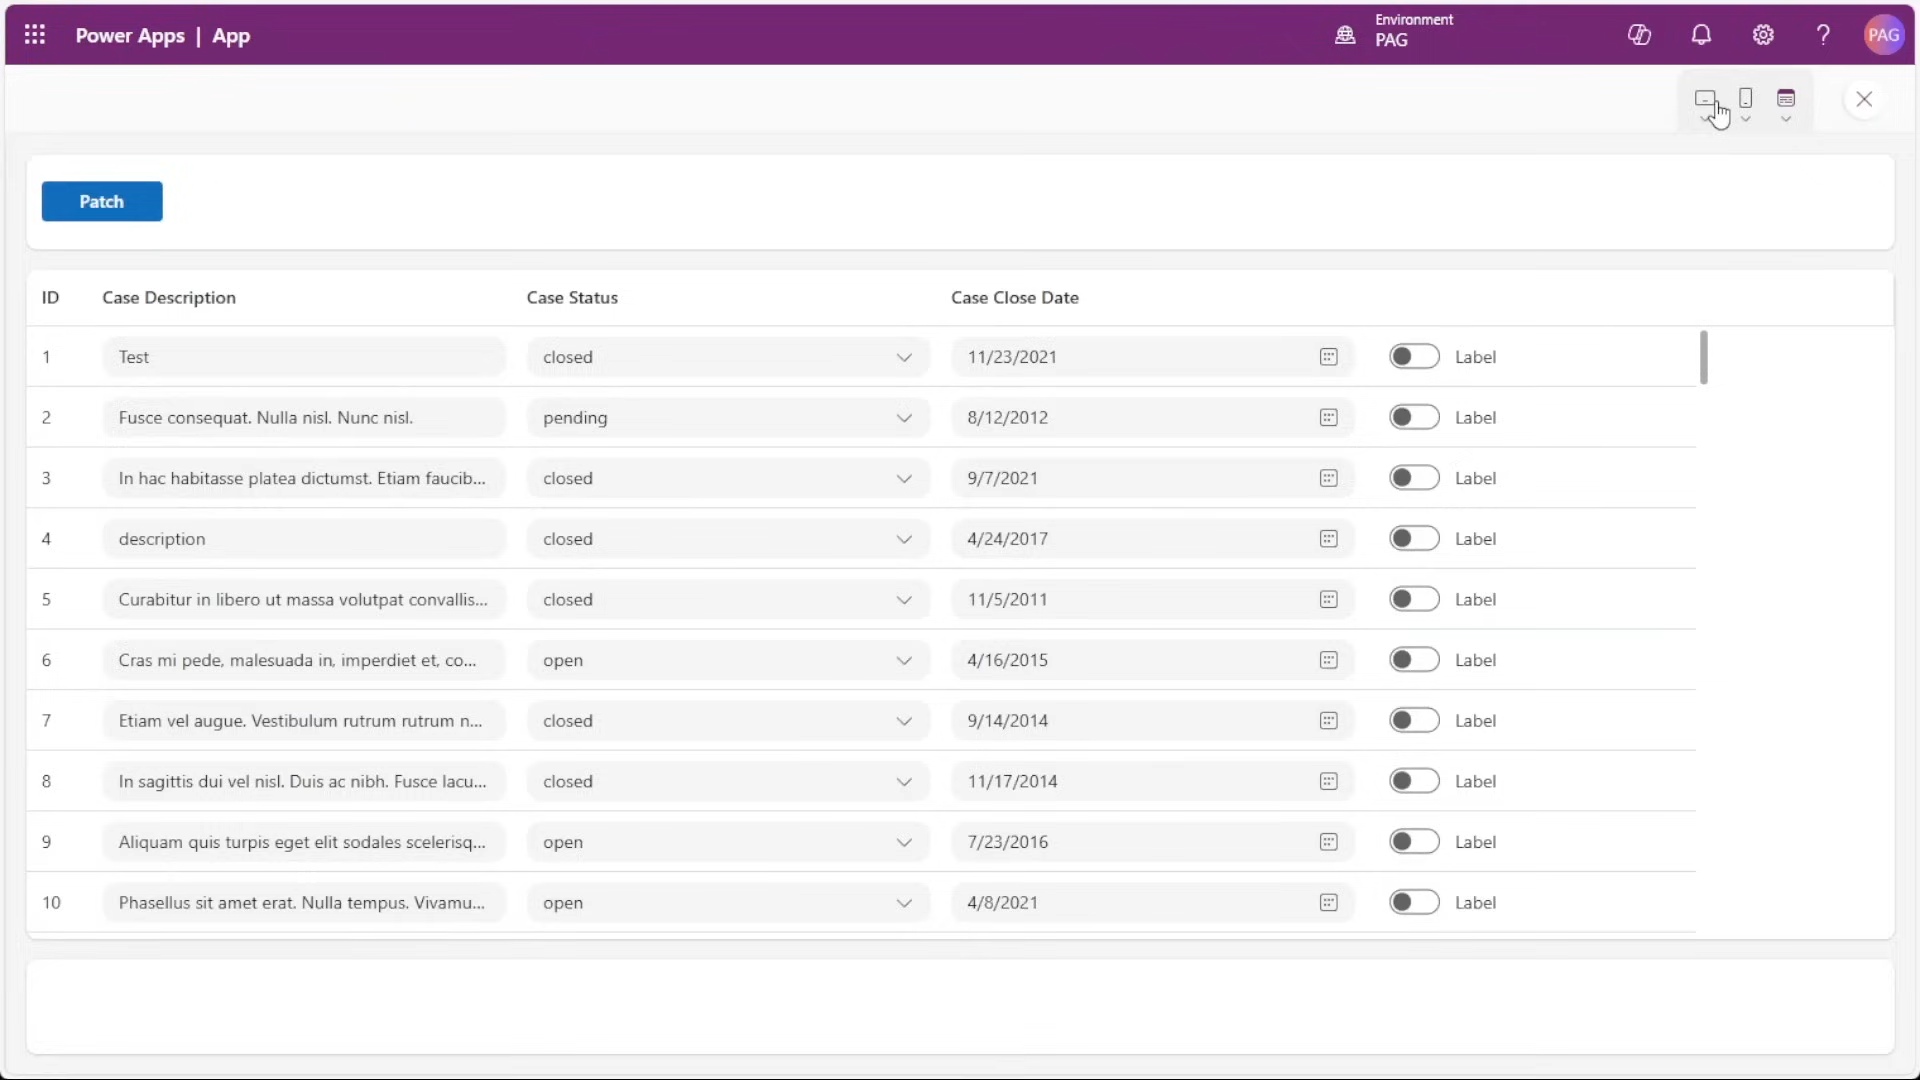 Power Apps | App
Environment
PAG
PAG
Patch
ID Case Description Case Status Case Close Date
1 Test closed 11/23/2021 Label
2 Fusce consequat. Nulla nisl. Nunc nisl. pending 8/12/2012 Label
3 In hac habitasse platea dictumst. Etiam faucib... closed 9/7/2021 Label
4 description closed 4/24/2017 Label
5 Curabitur in libero ut massa volutpat convallis... closed 11/5/2011 Label
6 Cras mi pede, malesuada in, imperdiet et, co... open 4/16/2015 Label
7 Etiam vel augue. Vestibulum rutrum rutrum n... closed 9/14/2014 Label
8 In sagittis dui vel nisl. Duis ac nibh. Fusce lacu... closed 11/17/2014 Label
9 Aliquam quis turpis eget elit sodales scelerisq... open 7/23/2016 Label
10 Phasellus sit amet erat. Nulla tempus. Vivamu... open 4/8/2021 Label